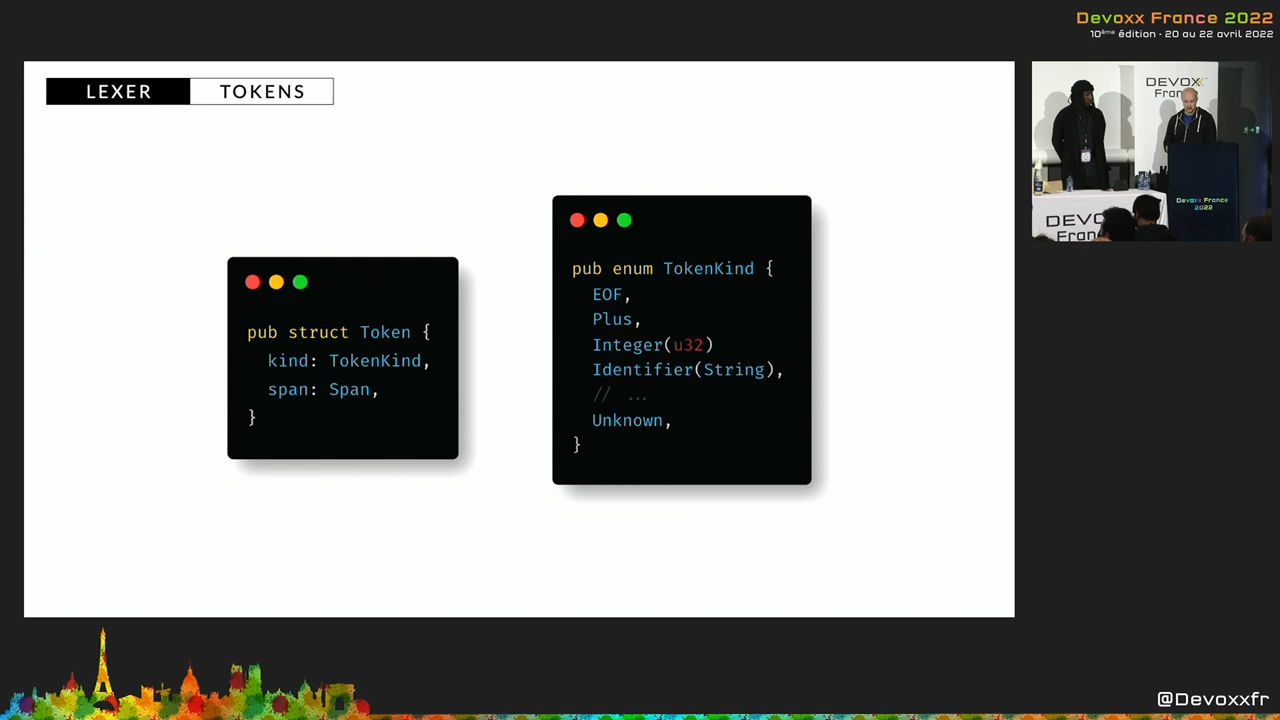 Devoxx France 2022
10ème édition - 20 au 22 avril 2022
LEXER TOKENS
pub struct Token {
kind: TokenKind,
span: Span,
}
pub enum TokenKind {
EOF,
Plus,
Integer(u32)
Identifier(String),
// ...
Unknown,
}
DEVOXX
France
Devoxx France
2022
DEVO
Fran
@Devoxxfr